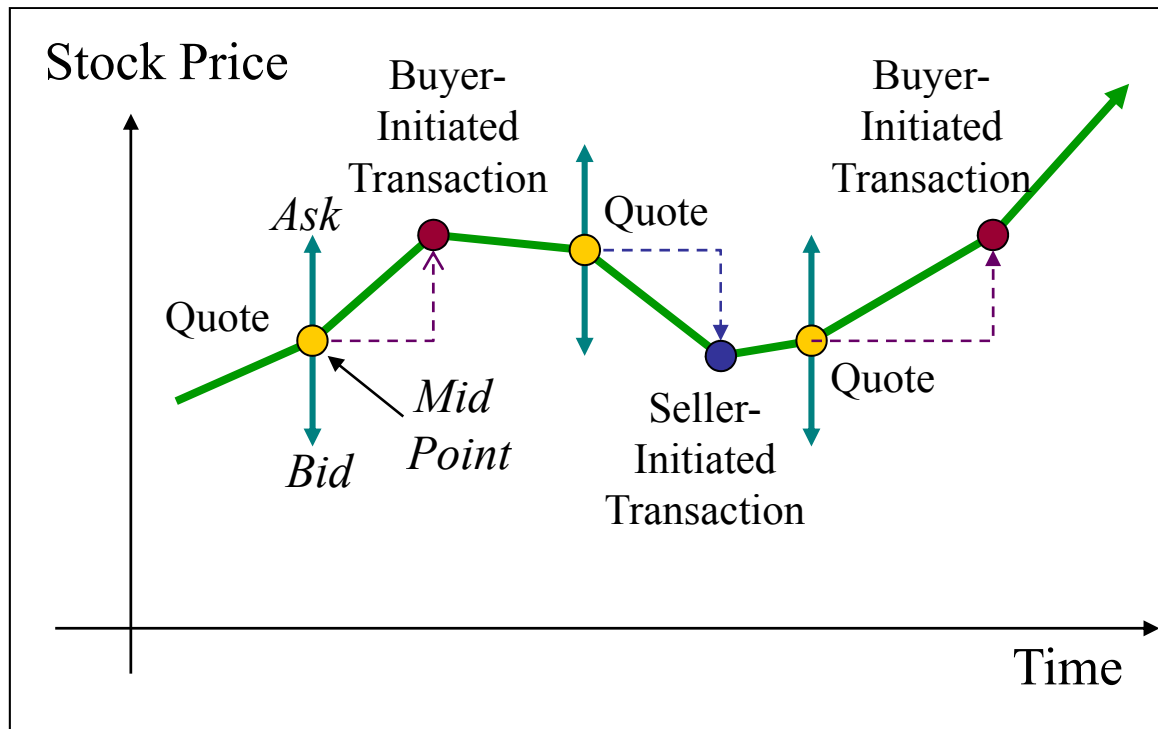 Stock Price
Buyer-
Initiated
Transaction
Buyer-
Initiated
Transaction
Ask
Quote
Quote
Mid
Point
Bid
Quote
Seller-
Initiated
Transaction
Time